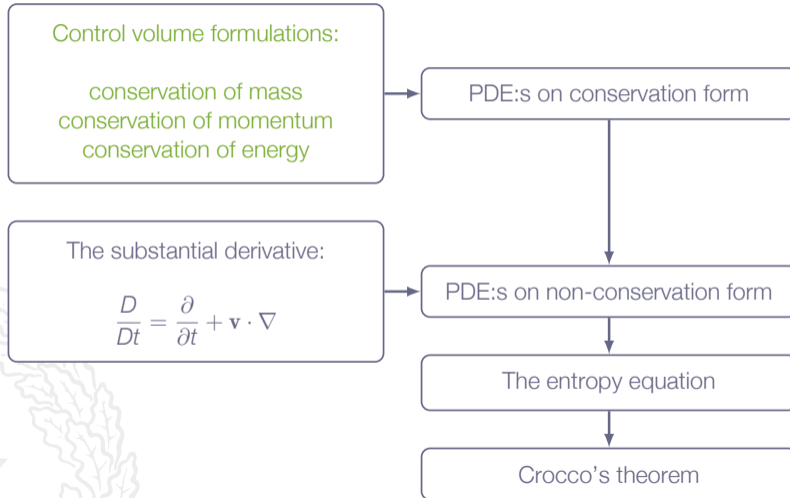 Control volume formulations:
conservation of mass
conservation of momentum
conservation of energy
PDE:s on conservation form
The substantial derivative:
D/Dt = ∂/∂t + v · ∇
PDE:s on non-conservation form
The entropy equation
Crocco's theorem